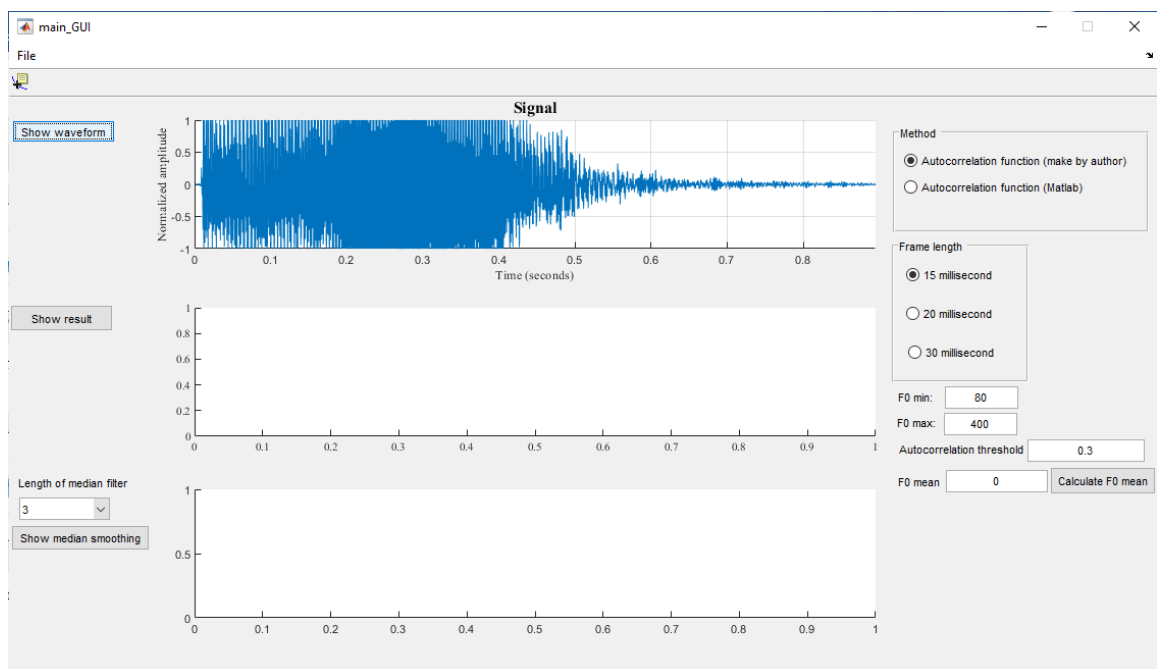 main_GUI
File
Signal
Show waveform
Normalized amplitude
1
0.5
0
-0.5
-1
0 0.1 0.2 0.3 0.4 0.5 0.6 0.7 0.8
Time (seconds)
Method
Autocorrelation function (make by author)
Autocorrelation function (Matlab)
Frame length
15 millisecond
20 millisecond
30 millisecond
Show result
1
0.8
0.6
0.4
0.2
0
0 0.1 0.2 0.3 0.4 0.5 0.6 0.7 0.8 0.9 1
F0 min: 80
F0 max: 400
Autocorrelation threshold 0.3
F0 mean 0 Calculate F0 mean
Length of median filter
3
Show median smoothing
1
0.5
0
0 0.1 0.2 0.3 0.4 0.5 0.6 0.7 0.8 0.9 1